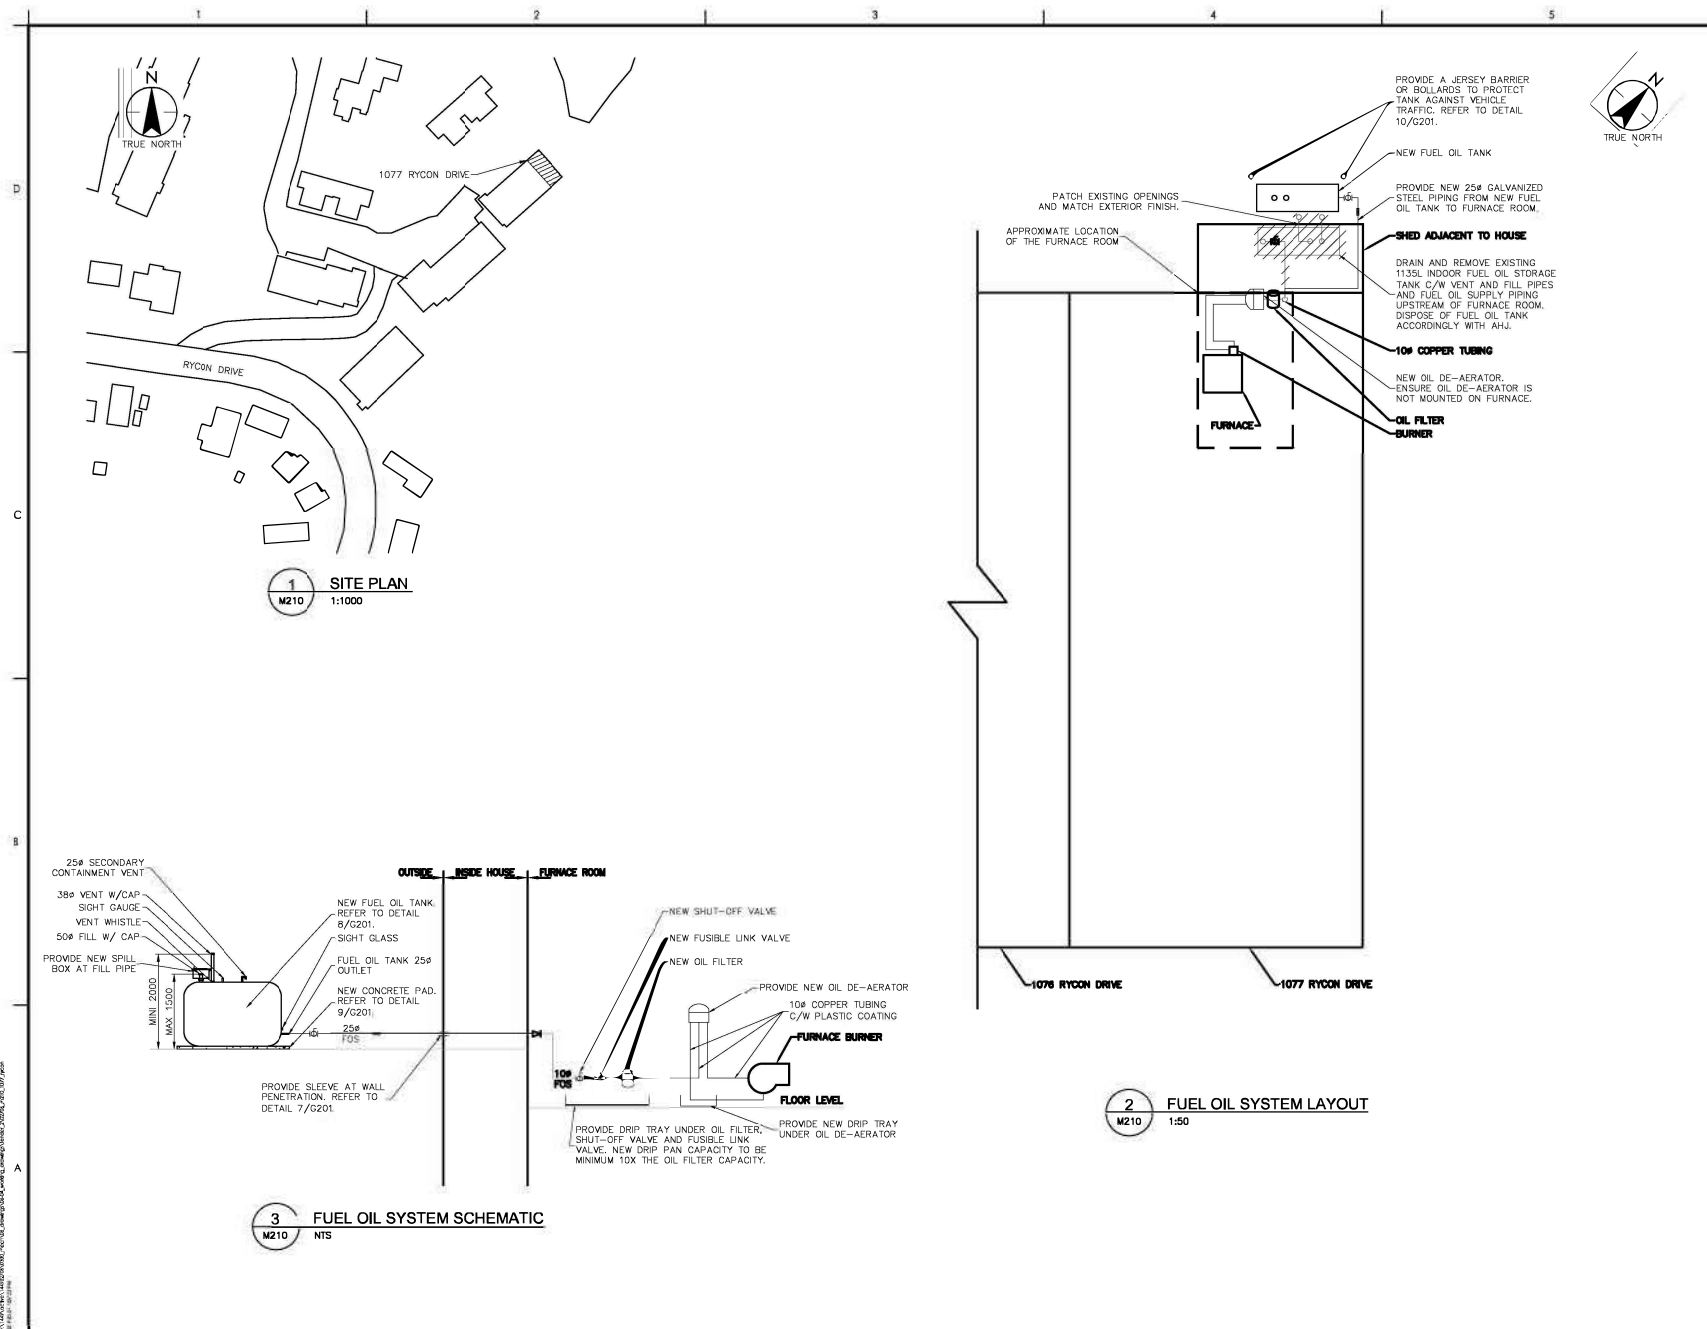 1
2
3
4
5
D
C
B
A
N
TRUE NORTH
1077 RYCON DRIVE
RYCON DRIVE
1
M210
SITE PLAN
1:1000
N
TRUE NORTH
PROVIDE A JERSEY BARRIER
OR BOLLARDS TO PROTECT
TANK AGAINST VEHICLE
TRAFFIC. REFER TO DETAIL
10/G201.
NEW FUEL OIL TANK
PATCH EXISTING OPENINGS
AND MATCH EXTERIOR FINISH.
PROVIDE NEW 25ø GALVANIZED
STEEL PIPING FROM NEW FUEL
OIL TANK TO FURNACE ROOM.
APPROXIMATE LOCATION
OF THE FURNACE ROOM
SHED ADJACENT TO HOUSE
DRAIN AND REMOVE EXISTING
1135L INDOOR FUEL OIL STORAGE
TANK C/W VENT AND FILL PIPES
AND FUEL OIL SUPPLY PIPING
UPSTREAM OF FURNACE ROOM.
DISPOSE OF FUEL OIL TANK
ACCORDINGLY WITH AHJ.
10ø COPPER TUBING
NEW OIL DE-AERATOR.
ENSURE OIL DE-AERATOR IS
NOT MOUNTED ON FURNACE.
OIL FILTER
BURNER
FURNACE
1076 RYCON DRIVE
1077 RYCON DRIVE
2
M210
FUEL OIL SYSTEM LAYOUT
1:50
25ø SECONDARY
CONTAINMENT VENT
38ø VENT W/CAP
SIGHT GAUGE
VENT WHISTLE
50ø FILL W/ CAP
PROVIDE NEW SPILL
BOX AT FILL PIPE
MINI 2000
MAX 1500
OUTSIDE
INSIDE HOUSE
FURNACE ROOM
NEW FUEL OIL TANK.
REFER TO DETAIL
8/G201.
SIGHT GLASS
FUEL OIL TANK 25ø
OUTLET
NEW CONCRETE PAD.
REFER TO DETAIL
9/G201.
25ø
FOS
PROVIDE SLEEVE AT WALL
PENETRATION. REFER TO
DETAIL 7/G201.
NEW SHUT-OFF VALVE
NEW FUSIBLE LINK VALVE
NEW OIL FILTER
PROVIDE NEW OIL DE-AERATOR
10ø COPPER TUBING
C/W PLASTIC COATING
FURNACE BURNER
10ø
FOS
FLOOR LEVEL
PROVIDE DRIP TRAY UNDER OIL FILTER,
SHUT-OFF VALVE AND FUSIBLE LINK
VALVE. NEW DRIP PAN CAPACITY TO BE
MINIMUM 10X THE OIL FILTER CAPACITY.
PROVIDE NEW DRIP TRAY
UNDER OIL DE-AERATOR
3
M210
FUEL OIL SYSTEM SCHEMATIC
NTS